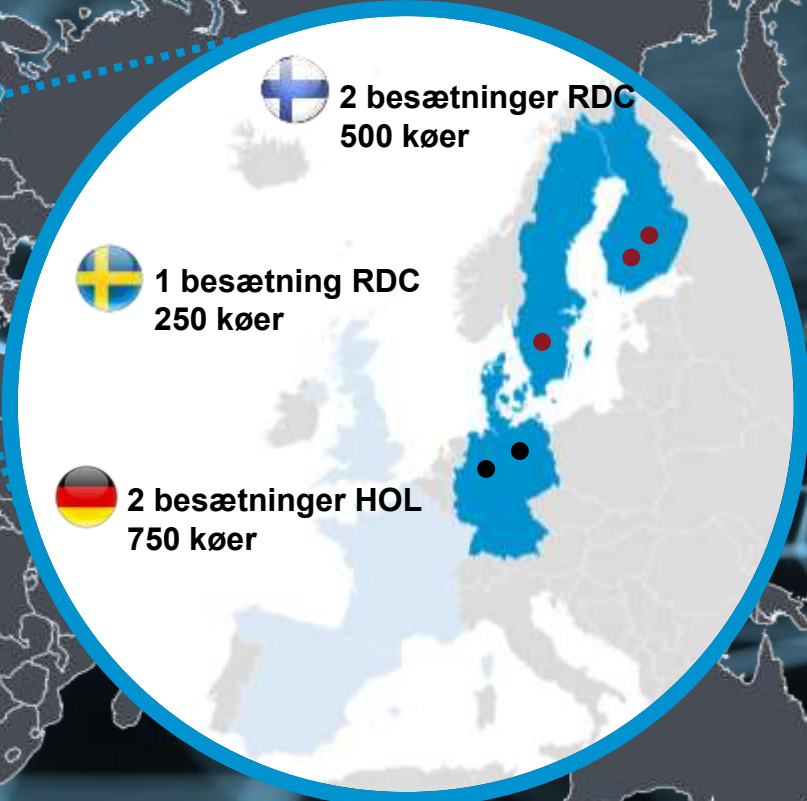 2 besætninger RDC
500 køer
1 besætning RDC
250 køer
2 besætninger HOL
750 køer